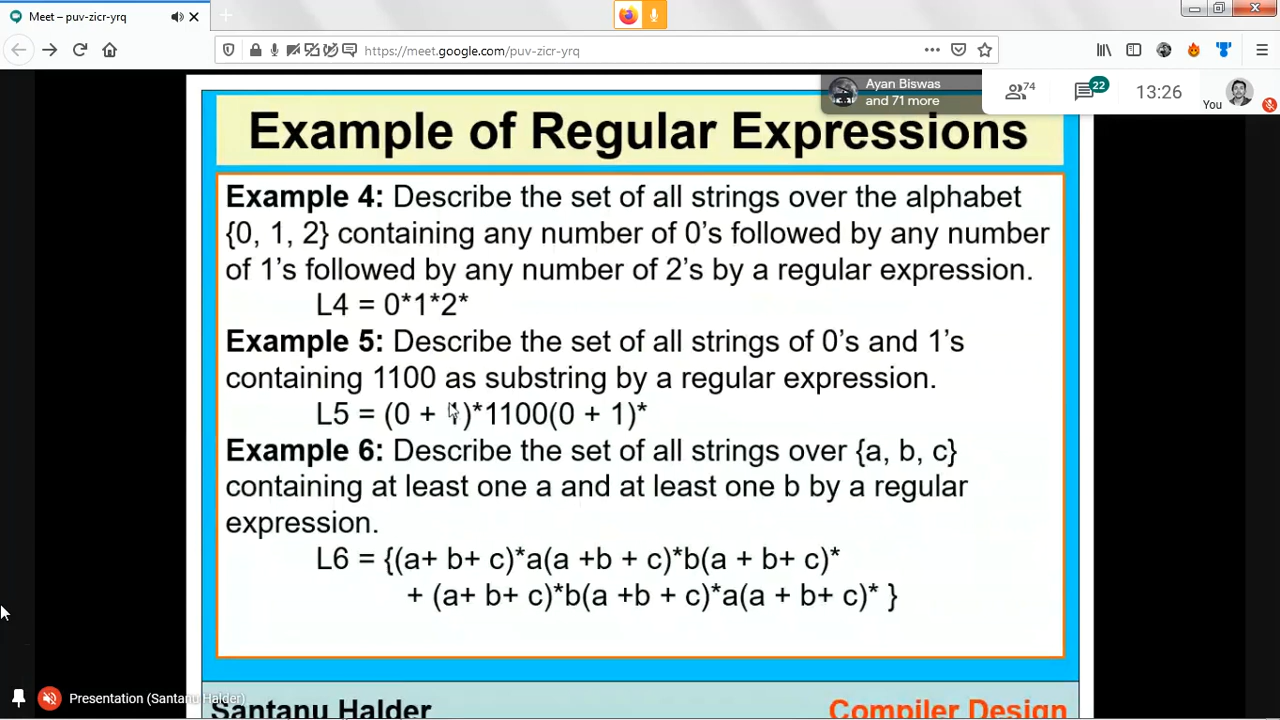 Meet – puv-zicr-yrq
https://meet.google.com/puv-zicr-yrq
Ayan Biswas
and 71 more
74
22
13:26
You
Example of Regular Expressions
Example 4: Describe the set of all strings over the alphabet
{0, 1, 2} containing any number of 0's followed by any number
of 1's followed by any number of 2's by a regular expression.
L4 = 0*1*2*
Example 5: Describe the set of all strings of 0's and 1's
containing 1100 as substring by a regular expression.
L5 = (0 + 1)*1100(0 + 1)*
Example 6: Describe the set of all strings over {a, b, c}
containing at least one a and at least one b by a regular
expression.
L6 = {(a+ b+ c)*a(a +b + c)*b(a + b+ c)*
+ (a+ b+ c)*b(a +b + c)*a(a + b+ c)* }
Presentation (Santanu Halder)
Santanu Halder
Compiler Design